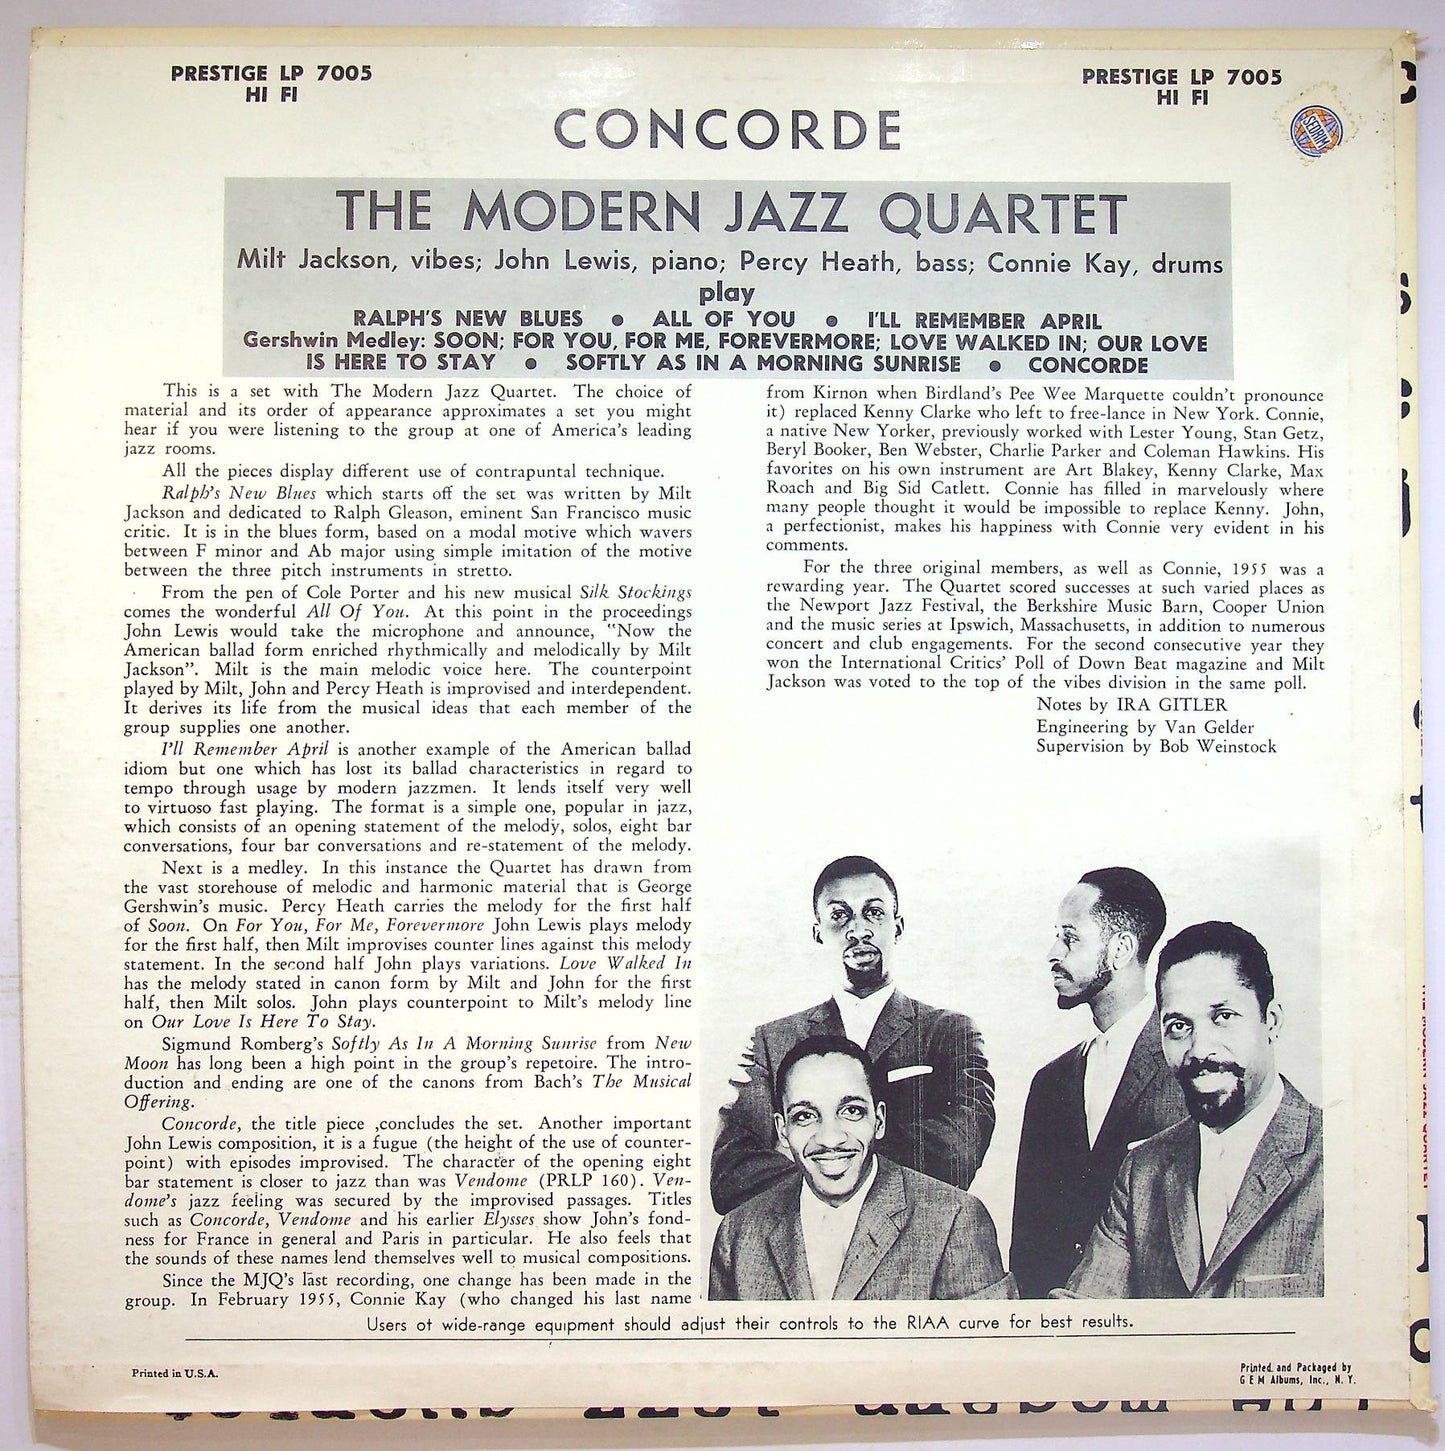 PRESTIGE LP 7005
HI FI
PRESTIGE LP 7005
HI FI
SEDRIM
CONCORDE
THE MODERN JAZZ QUARTET
Milt Jackson, vibes; John Lewis, piano; Percy Heath, bass; Connie Kay, drums
play
RALPH'S NEW BLUES ● ALL OF YOU ● I'LL REMEMBER APRIL
Gershwin Medley: SOON; FOR YOU, FOR ME, FOREVERMORE; LOVE WALKED IN; OUR LOVE
IS HERE TO STAY ● SOFTLY AS IN A MORNING SUNRISE ● CONCORDE
This is a set with The Modern Jazz Quartet. The choice of
material and its order of appearance approximates a set you might
hear if you were listening to the group at one of America's leading
jazz rooms.
All the pieces display different use of contrapuntal technique.
Ralph's New Blues which starts off the set was written by Milt
Jackson and dedicated to Ralph Gleason, eminent San Francisco music
critic. It is in the blues form, based on a modal motive which wavers
between F minor and Ab major using simple imitation of the motive
between the three pitch instruments in stretto.
From the pen of Cole Porter and his new musical Silk Stockings
comes the wonderful All Of You. At this point in the proceedings
John Lewis would take the microphone and announce, "Now the
American ballad form enriched rhythmically and melodically by Milt
Jackson". Milt is the main melodic voice here. The counterpoint
played by Milt, John and Percy Heath is improvised and interdependent.
It derives its life from the musical ideas that each member of the
group supplies one another.
I'll Remember April is another example of the American ballad
idiom but one which has lost its ballad characteristics in regard to
tempo through usage by modern jazzmen. It lends itself very well
to virtuoso fast playing. The format is a simple one, popular in jazz,
which consists of an opening statement of the melody, solos, eight bar
conversations, four bar conversations and re-statement of the melody.
Next is a medley. In this instance the Quartet has drawn from
the vast storehouse of melodic and harmonic material that is George
Gershwin's music. Percy Heath carries the melody for the first half
of Soon. On For You, For Me, Forevermore John Lewis plays melody
for the first half, then Milt improvises counter lines against this melody
statement. In the second half John plays variations. Love Walked In
has the melody stated in canon form by Milt and John for the first
half, then Milt solos. John plays counterpoint to Milt's melody line
on Our Love Is Here To Stay.
Sigmund Romberg's Softly As In A Morning Sunrise from New
Moon has long been a high point in the group's repetoire. The intro-
duction and ending are one of the canons from Bach's The Musical
Offering.
Concorde, the title piece ,concludes the set. Another important
John Lewis composition, it is a fugue (the height of the use of counter-
point) with episodes improvised. The character of the opening eight
bar statement is closer to jazz than was Vendome (PRLP 160). Ven-
dome's jazz feeling was secured by the improvised passages. Titles
such as Concorde, Vendome and his earlier Elysses show John's fond-
ness for France in general and Paris in particular. He also feels that
the sounds of these names lend themselves well to musical compositions.
Since the MJQ's last recording, one change has been made in the
group. In February 1955, Connie Kay (who changed his last name
from Kirnon when Birdland's Pee Wee Marquette couldn't pronounce
it) replaced Kenny Clarke who left to free-lance in New York. Connie,
a native New Yorker, previously worked with Lester Young, Stan Getz,
Beryl Booker, Ben Webster, Charlie Parker and Coleman Hawkins. His
favorites on his own instrument are Art Blakey, Kenny Clarke, Max
Roach and Big Sid Catlett. Connie has filled in marvelously where
many people thought it would be impossible to replace Kenny. John,
a perfectionist, makes his happiness with Connie very evident in his
comments.
For the three original members, as well as Connie, 1955 was a
rewarding year. The Quartet scored successes at such varied places as
the Newport Jazz Festival, the Berkshire Music Barn, Cooper Union
and the music series at Ipswich, Massachusetts, in addition to numerous
concert and club engagements. For the second consecutive year they
won the International Critics' Poll of Down Beat magazine and Milt
Jackson was voted to the top of the vibes division in the same poll.
Notes by IRA GITLER
Engineering by Van Gelder
Supervision by Bob Weinstock
Users of wide-range equipment should adjust their controls to the RIAA curve for best results.
Printed in U.S.A.
Printed and Packaged by
G E M Albums, Inc., N. Y.
THE MODERN JAZZ QUARTET